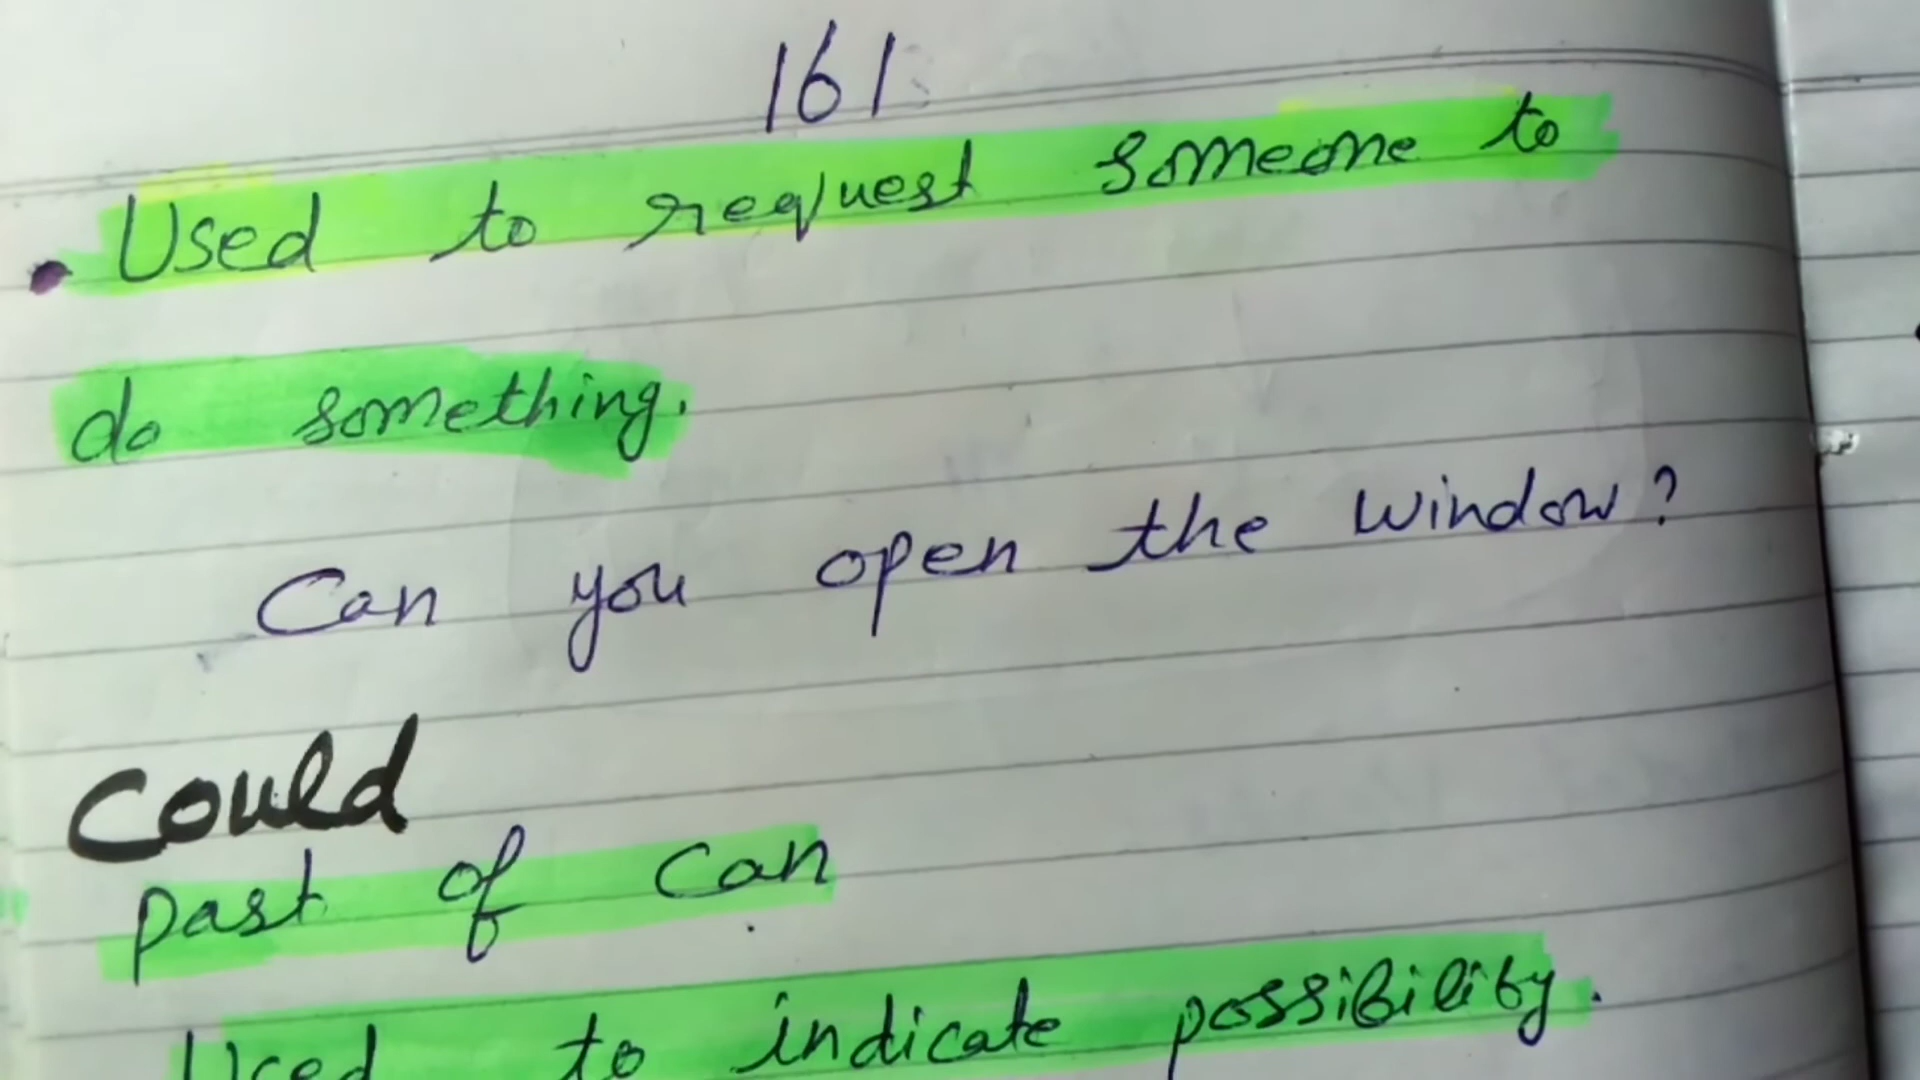 161
• Used to request someone to
do something.
Can you open the window?
Could
past of can
Used to indicate possibility.